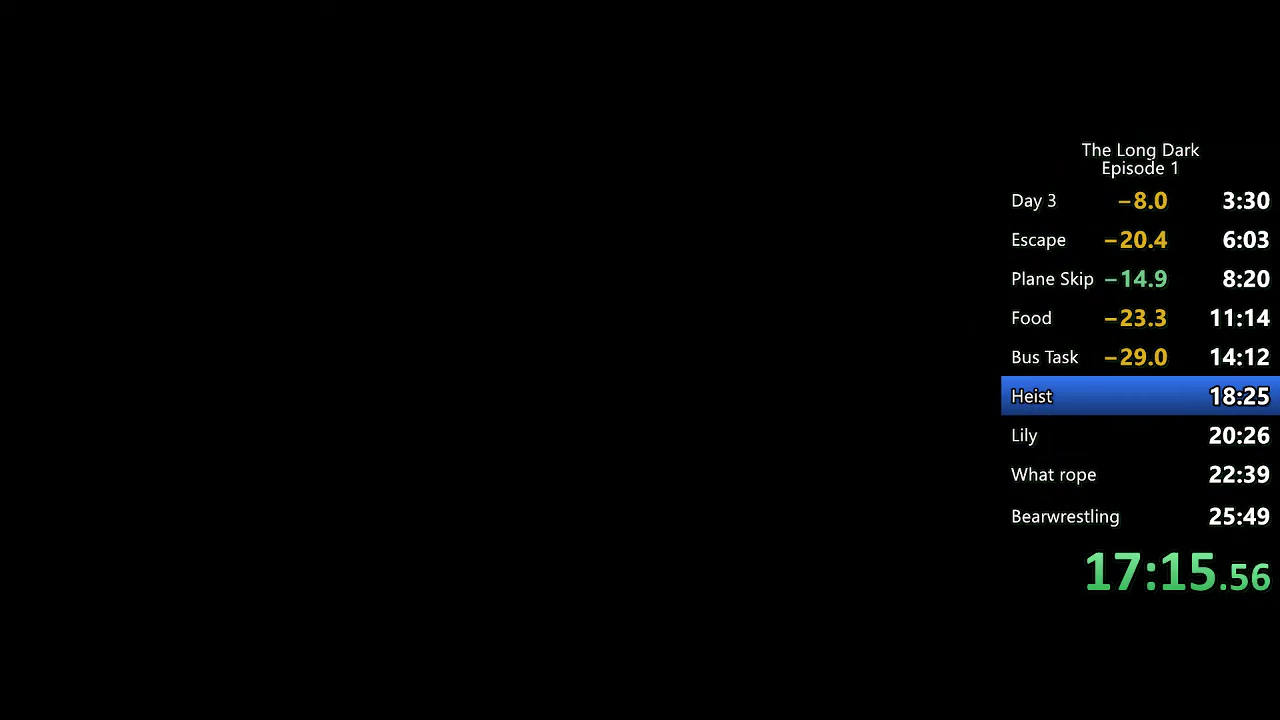 The Long Dark
Episode 1
Day 3 −8.0 3:30
Escape −20.4 6:03
Plane Skip −14.9 8:20
Food −23.3 11:14
Bus Task −29.0 14:12
Heist 18:25
Lily 20:26
What rope 22:39
Bearwrestling 25:49
17:15.56